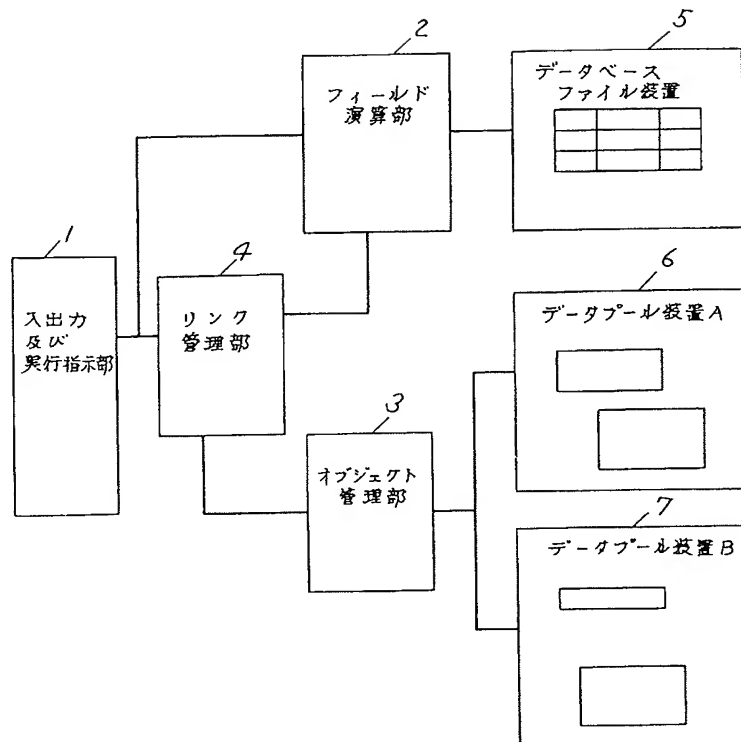 1
入出力
及び
実行指示部
2
フィールド
演算部
3
オブジェクト
管理部
4
リンク
管理部
5
データベース
ファイル装置
6
データプール装置A
7
データプール装置B